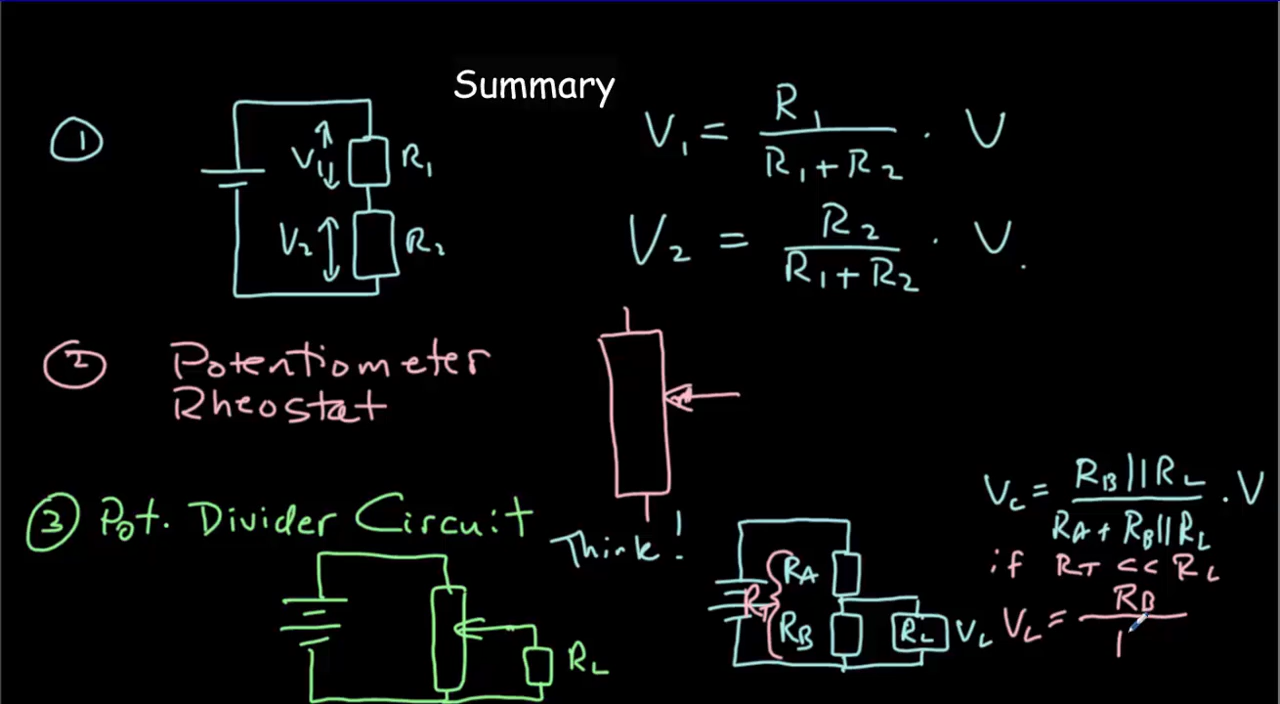 Summary
①
V₁
R₁
V₂
R₂
V₁ = R₁ / (R₁ + R₂) · V
V₂ = R₂ / (R₁ + R₂) · V.
② Potentiometer
Rheostat
③ Pot. Divider Circuit
R_L
Think!
R_T
R_A
R_B
R_L
V_L
V_L = R_B||R_L / (R_A + R_B||R_L) · V
if R_T << R_L
V_L = R_B /